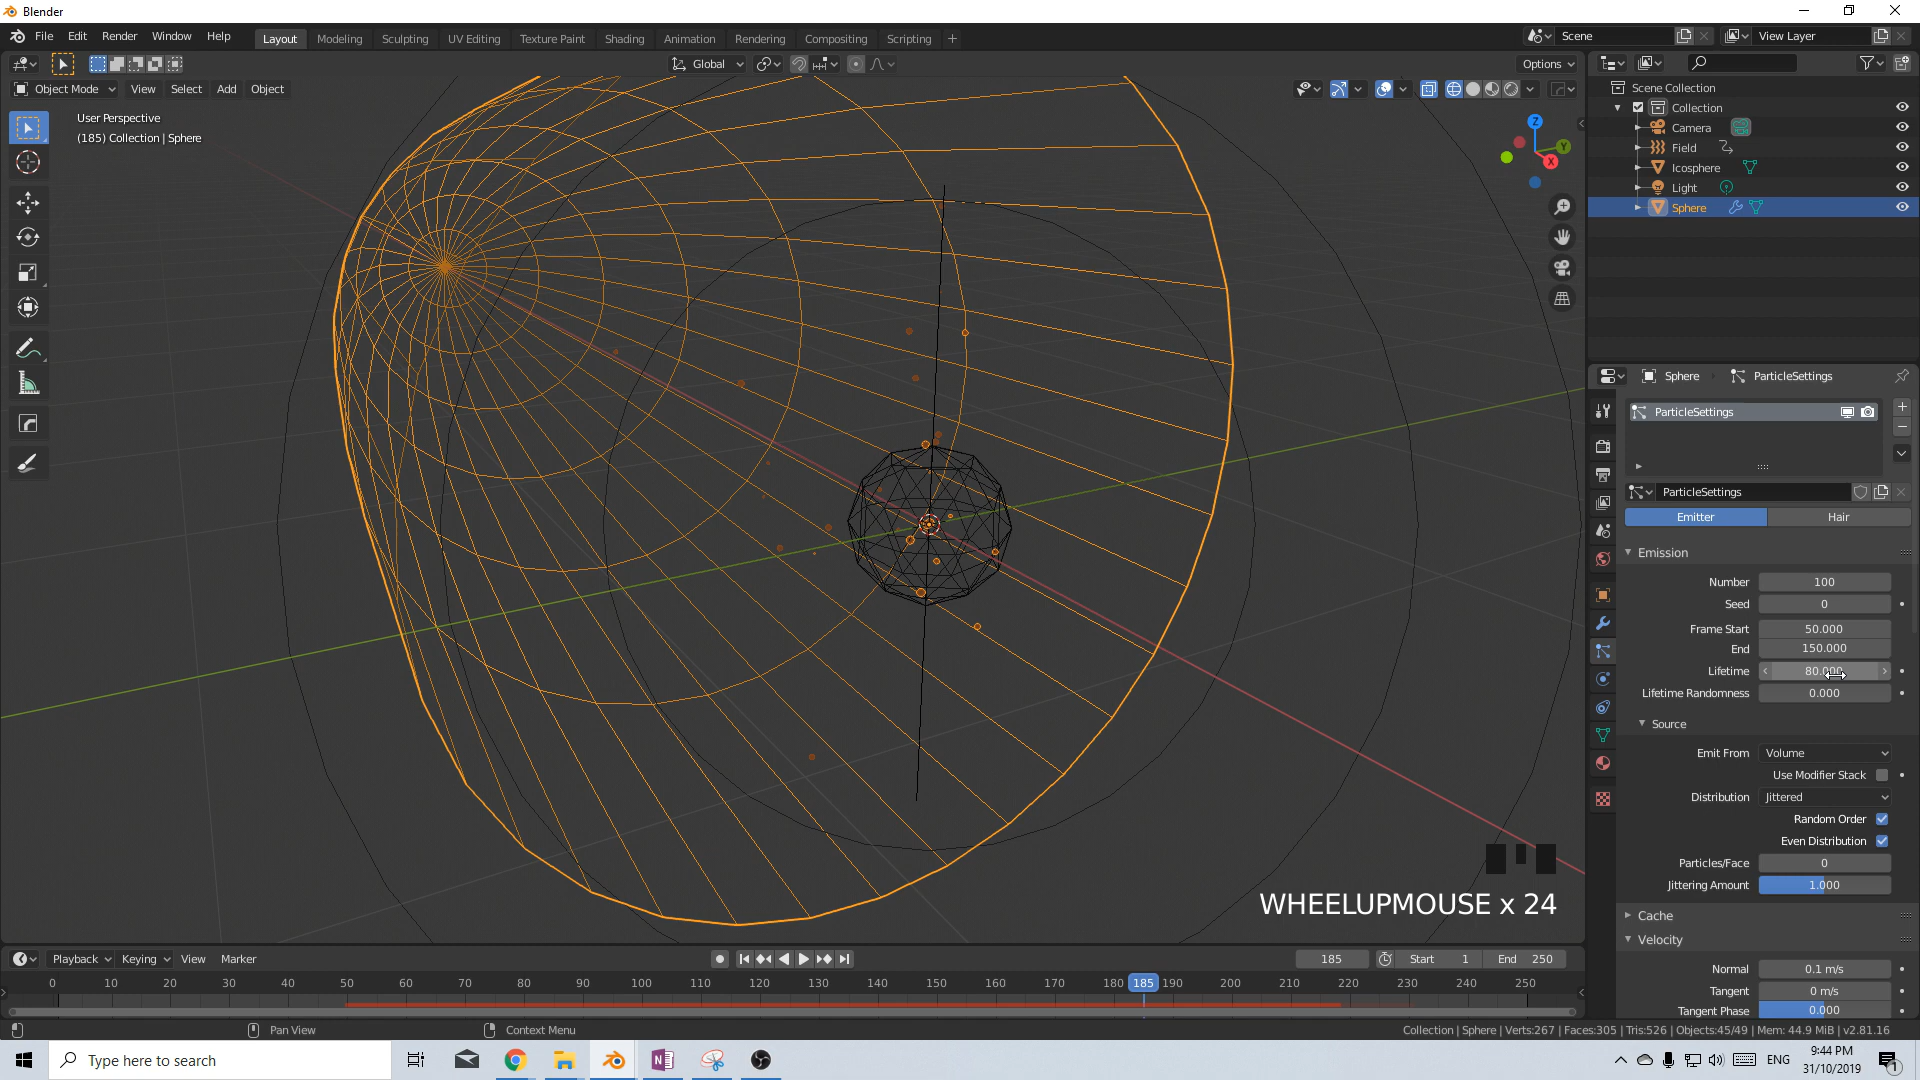 Blender
File Edit Render Window Help
Layout Modeling Sculpting UV Editing Texture Paint Shading Animation Rendering Compositing Scripting +
Scene View Layer
Global Options
Object Mode View Select Add Object
User Perspective
(185) Collection | Sphere
Z
Y
X
Scene Collection
Collection
Camera
Field
Icosphere
Light
Sphere
Sphere ParticleSettings
ParticleSettings
ParticleSettings
Emitter Hair
Emission
Number 100
Seed 0
Frame Start 50.000
End 150.000
Lifetime 80.000
Lifetime Randomness 0.000
Source
Emit From Volume
Use Modifier Stack
Distribution Jittered
Random Order
Even Distribution
Particles/Face 0
Jittering Amount 1.000
Cache
Velocity
Normal 0.1 m/s
Tangent 0 m/s
Tangent Phase 0.000
WHEELUPMOUSE x 24
Playback Keying View Marker 185 Start 1 End 250
0 10 20 30 40 50 60 70 80 90 100 110 120 130 140 150 160 170 180 185 190 200 210 220 230 240 250
Pan View Context Menu Collection | Sphere | Verts:267 | Faces:305 | Tris:526 | Objects:45/49 | Mem: 44.9 MiB | v2.81.16
Type here to search
ENG
9:44 PM
31/10/2019
1